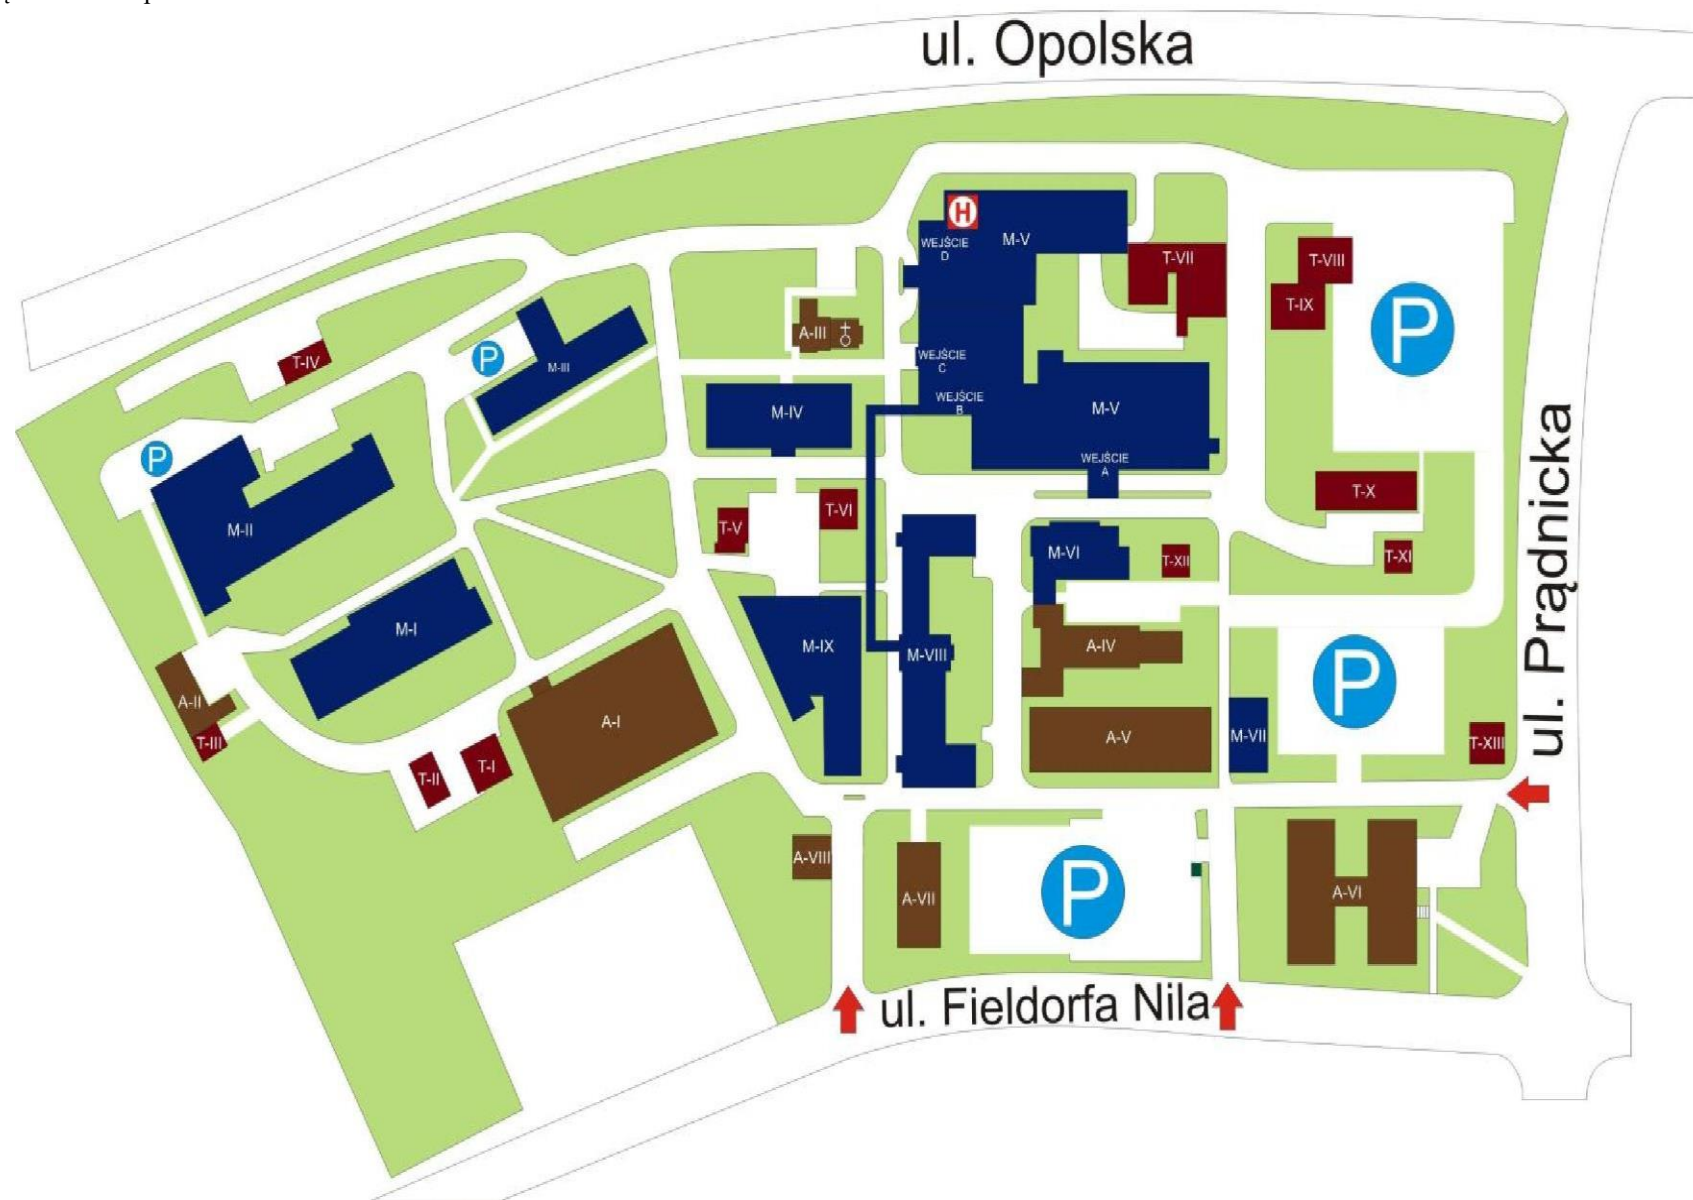 ul. Opolska
H
M-V
WEJŚCIE
D
T-VII
T-VIII
T-IX
P
A-III
T-IV
P
M-III
WEJŚCIE
C
WEJŚCIE
B
M-IV
M-V
WEJŚCIE
A
P
M-II
T-X
T-V
T-VI
M-VI
T-XII
T-XI
ul. Prądnicka
M-I
M-IX
M-VIII
A-IV
P
A-II
T-III
A-I
A-V
M-VII
T-XIII
T-II
T-I
A-VIII
A-VII
P
A-VI
ul. Fieldorfa Nila